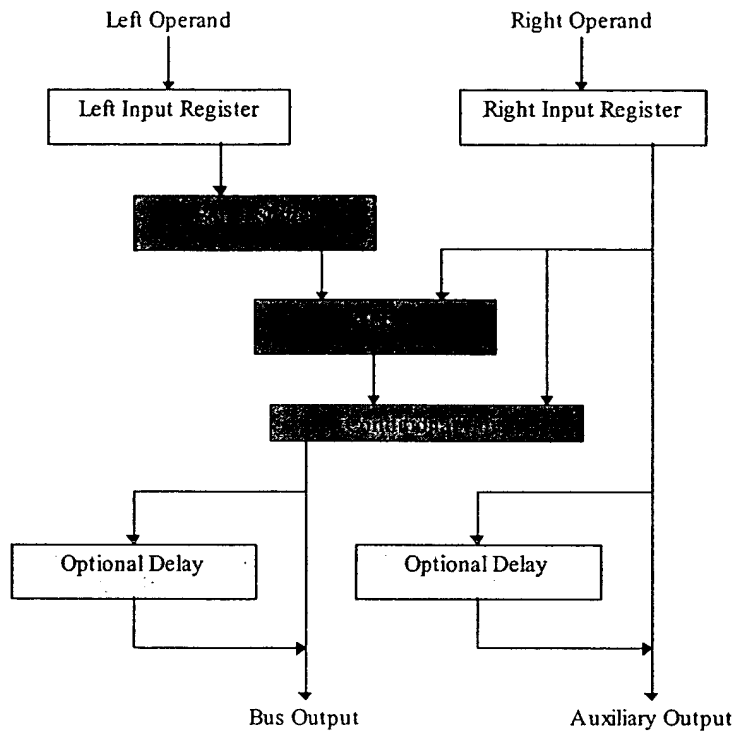 Left Operand
Right Operand
Left Input Register
Right Input Register
Optional Delay
Optional Delay
Bus Output
Auxiliary Output